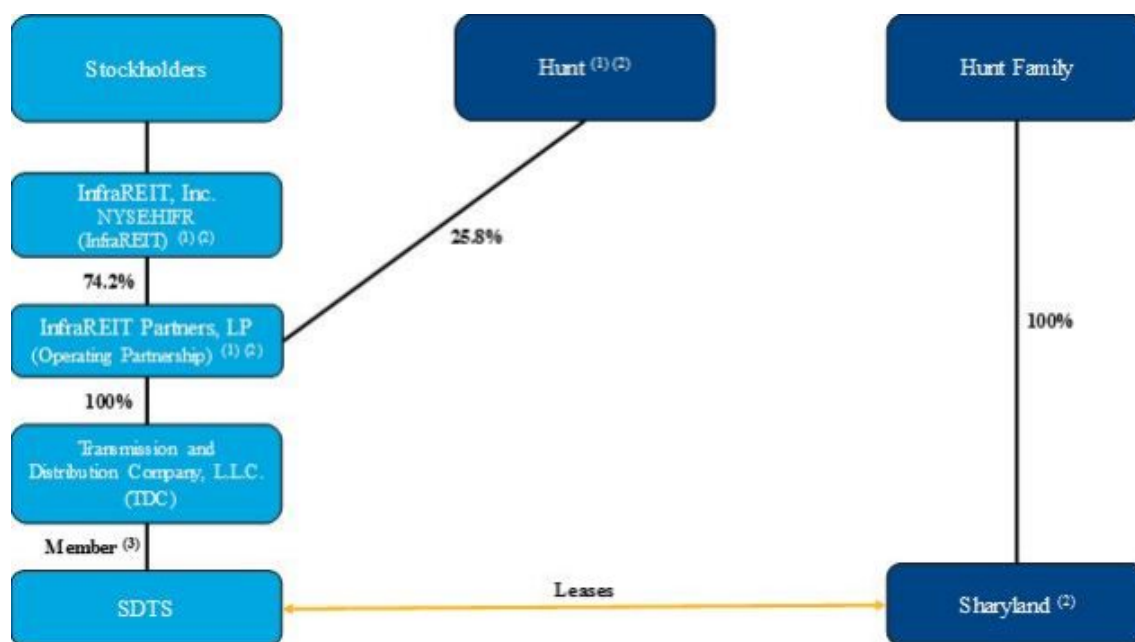 Stockholders
Hunt (1) (2)
Hunt Family
InfraREIT, Inc.
NYSE:HIFR
(InfraREIT) (1) (2)
25.8%
74.2%
InfraREIT Partners, LP
(Operating Partnership) (1) (2)
100%
100%
Transmission and
Distribution Company, L.L.C.
(TDC)
Member (3)
Leases
SDTS
Sharyland (2)